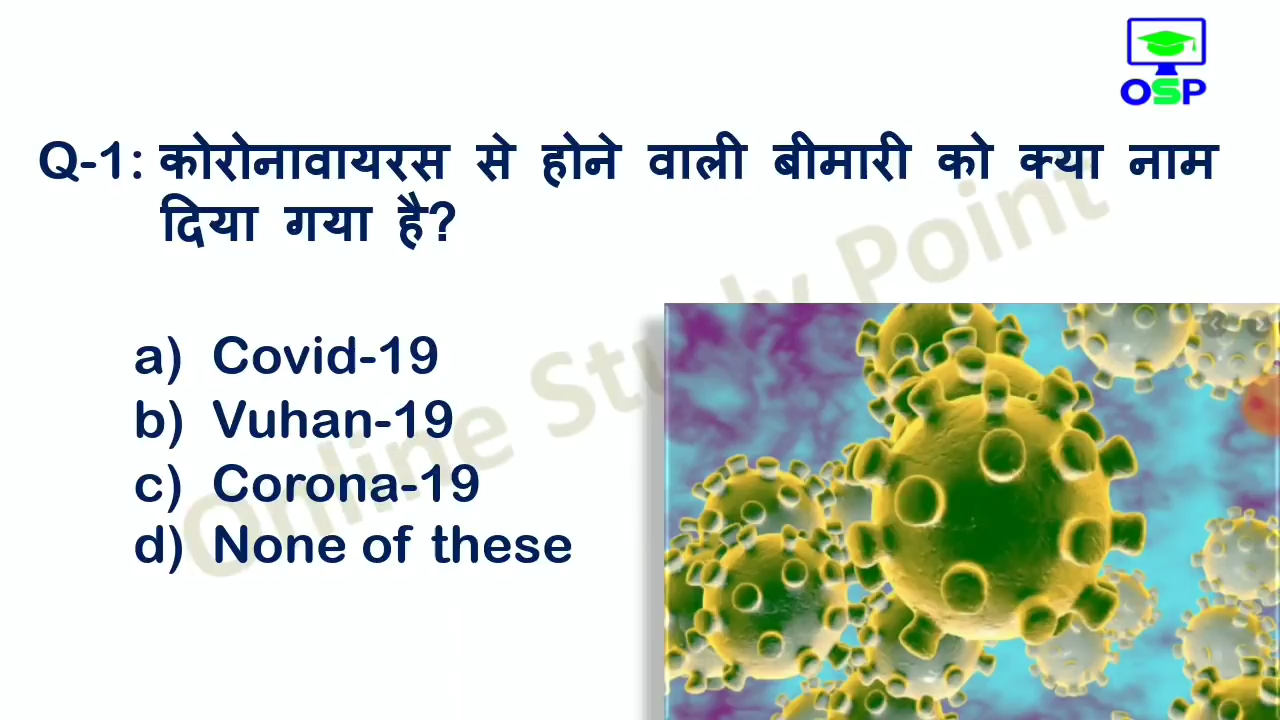 OSP
Q-1: कोरोनावायरस से होने वाली बीमारी को क्या नाम
दिया गया है?
a) Covid-19
b) Vuhan-19
c) Corona-19
d) None of these
Online Study Point